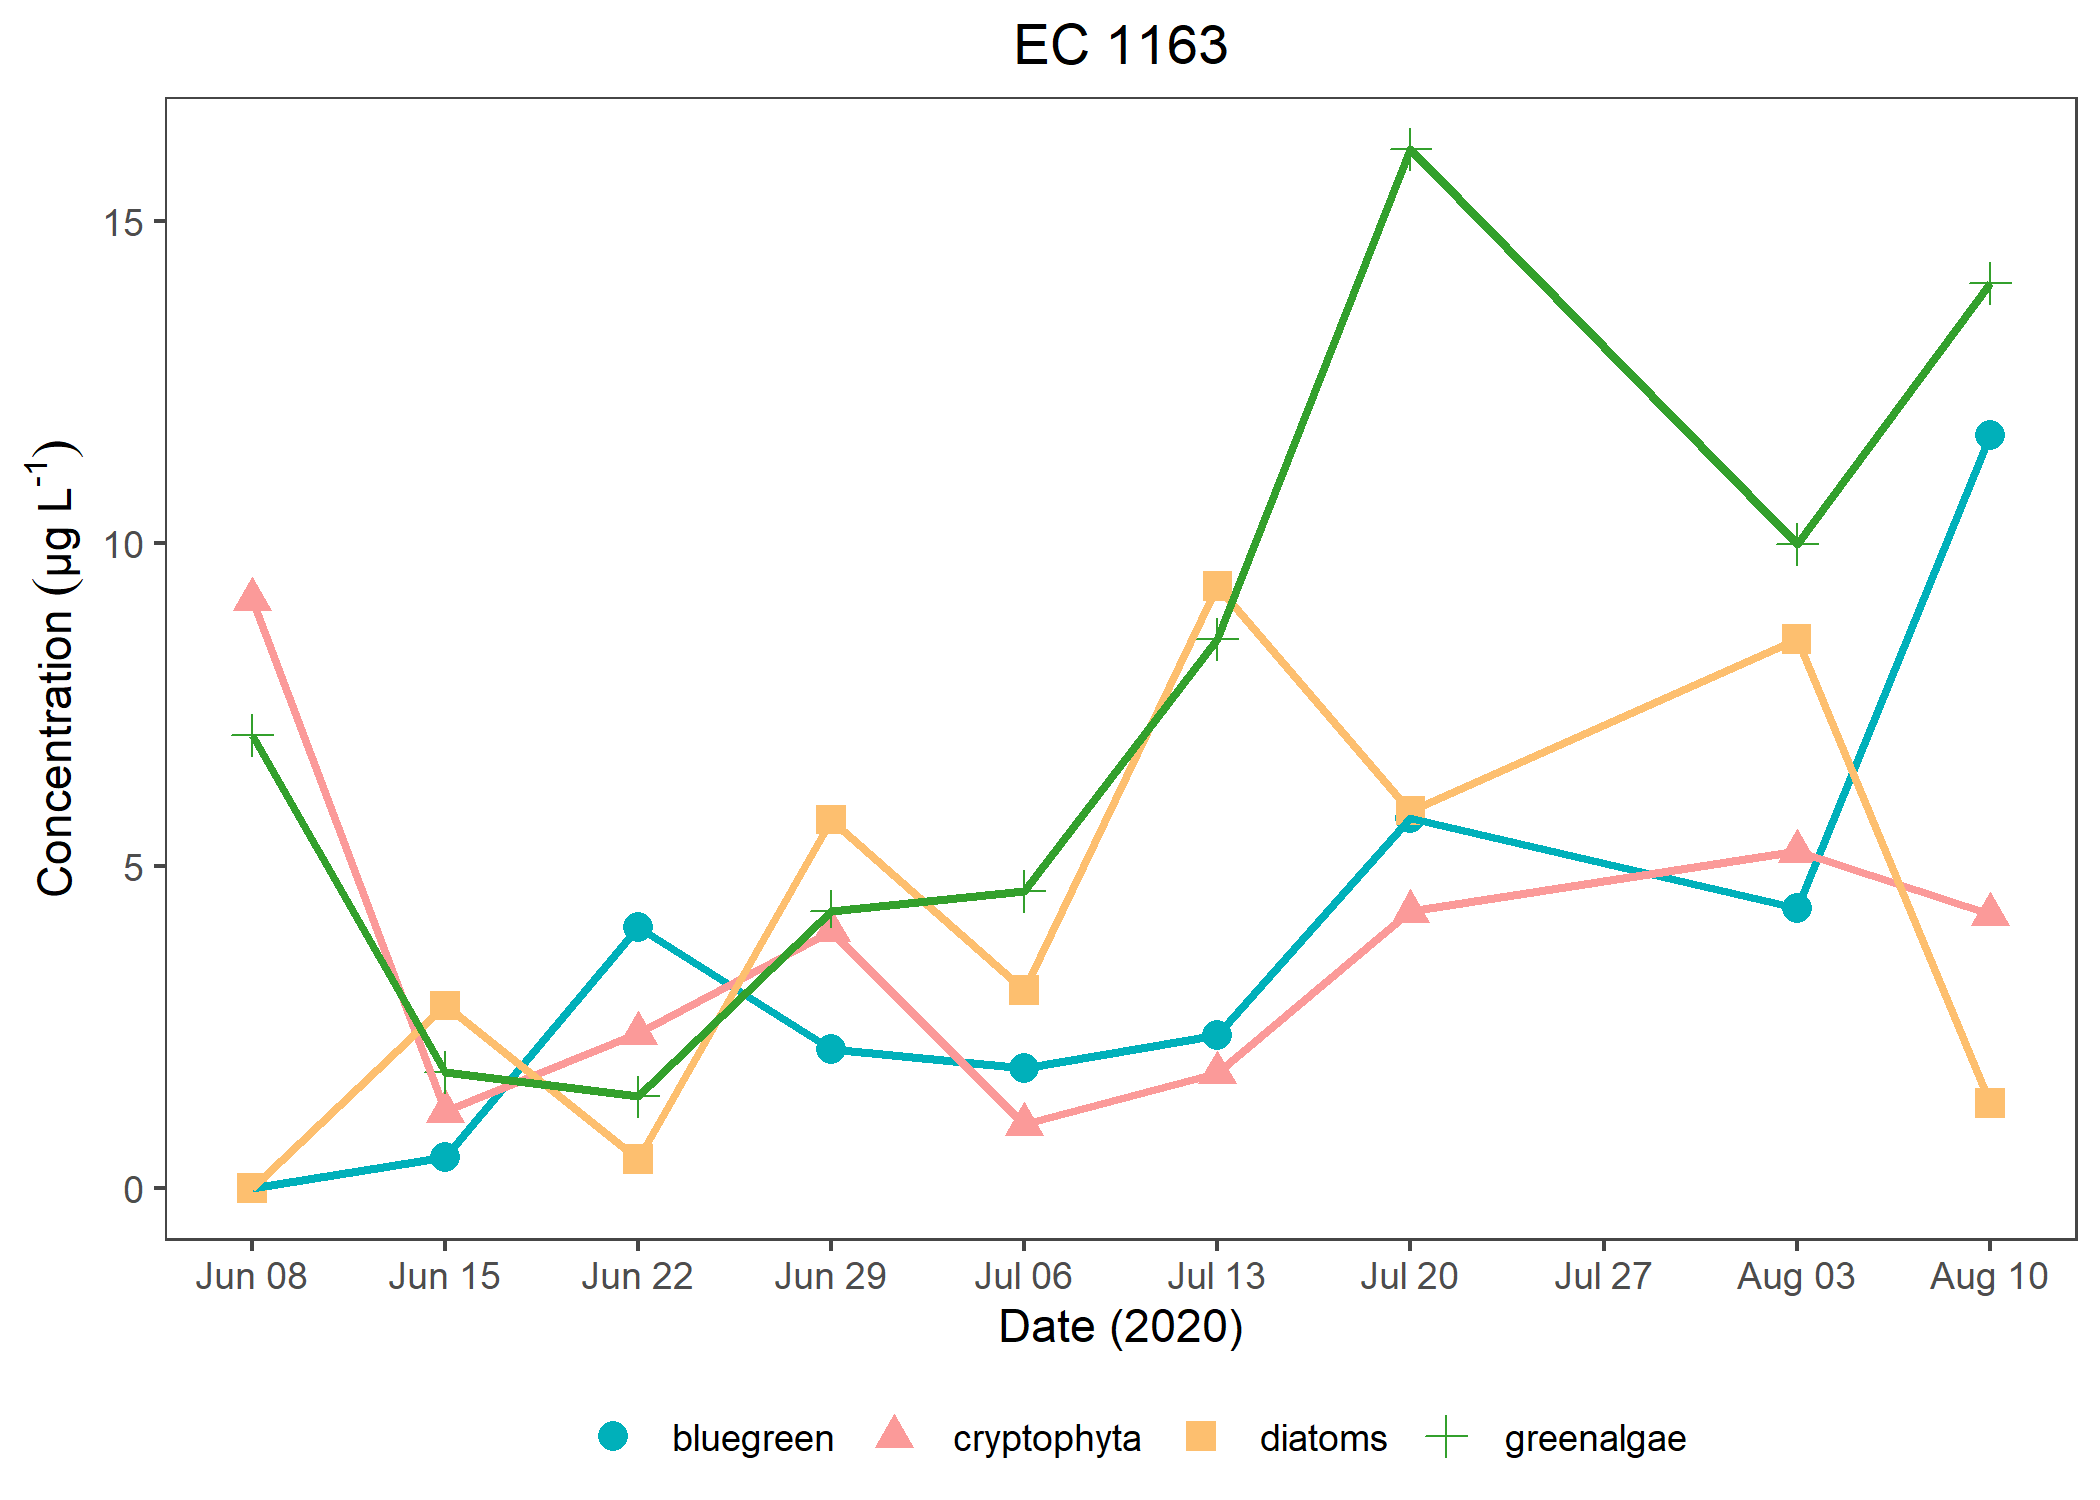 EC 1163
Concentration (µg L⁻¹)
15
10
5
0
Jun 08 Jun 15 Jun 22 Jun 29 Jul 06 Jul 13 Jul 20 Jul 27 Aug 03 Aug 10
Date (2020)
bluegreen cryptophyta diatoms greenalgae